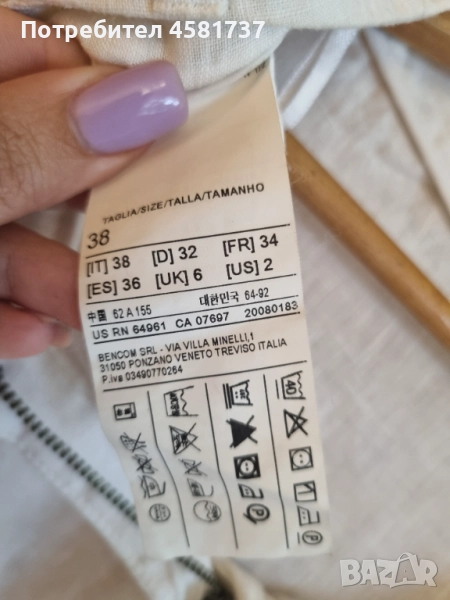 Потребител 4581737
TAGLIA/SIZE/TALLA/TAMANHO
38
[IT] 38 [D] 32 [FR] 34
[ES] 36 [UK] 6 [US] 2
中国 62 A 155 대한민국 64-92
US RN 64961 CA 07697 20080183
BENCOM SRL - VIA VILLA MINELLI,1
31050 PONZANO VENETO TREVISO ITALIA
P.iva 03490770264
40
BAZAR